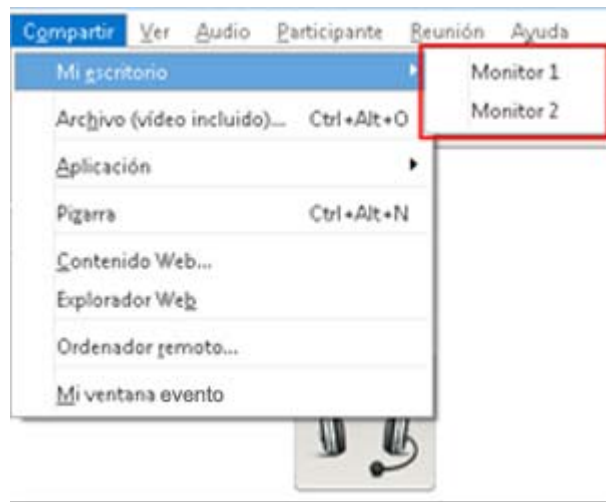 Compartir Ver Audio Participante Reunión Ayuda
Mi escritorio
Monitor 1
Monitor 2
Archivo (vídeo incluido)... Ctrl+Alt+O
Aplicación
Pizarra Ctrl+Alt+N
Contenido Web...
Explorador Web
Ordenador remoto...
Mi ventana evento